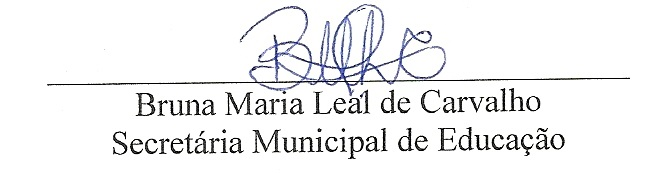 Bruna Maria Leal de Carvalho
Secretária Municipal de Educação